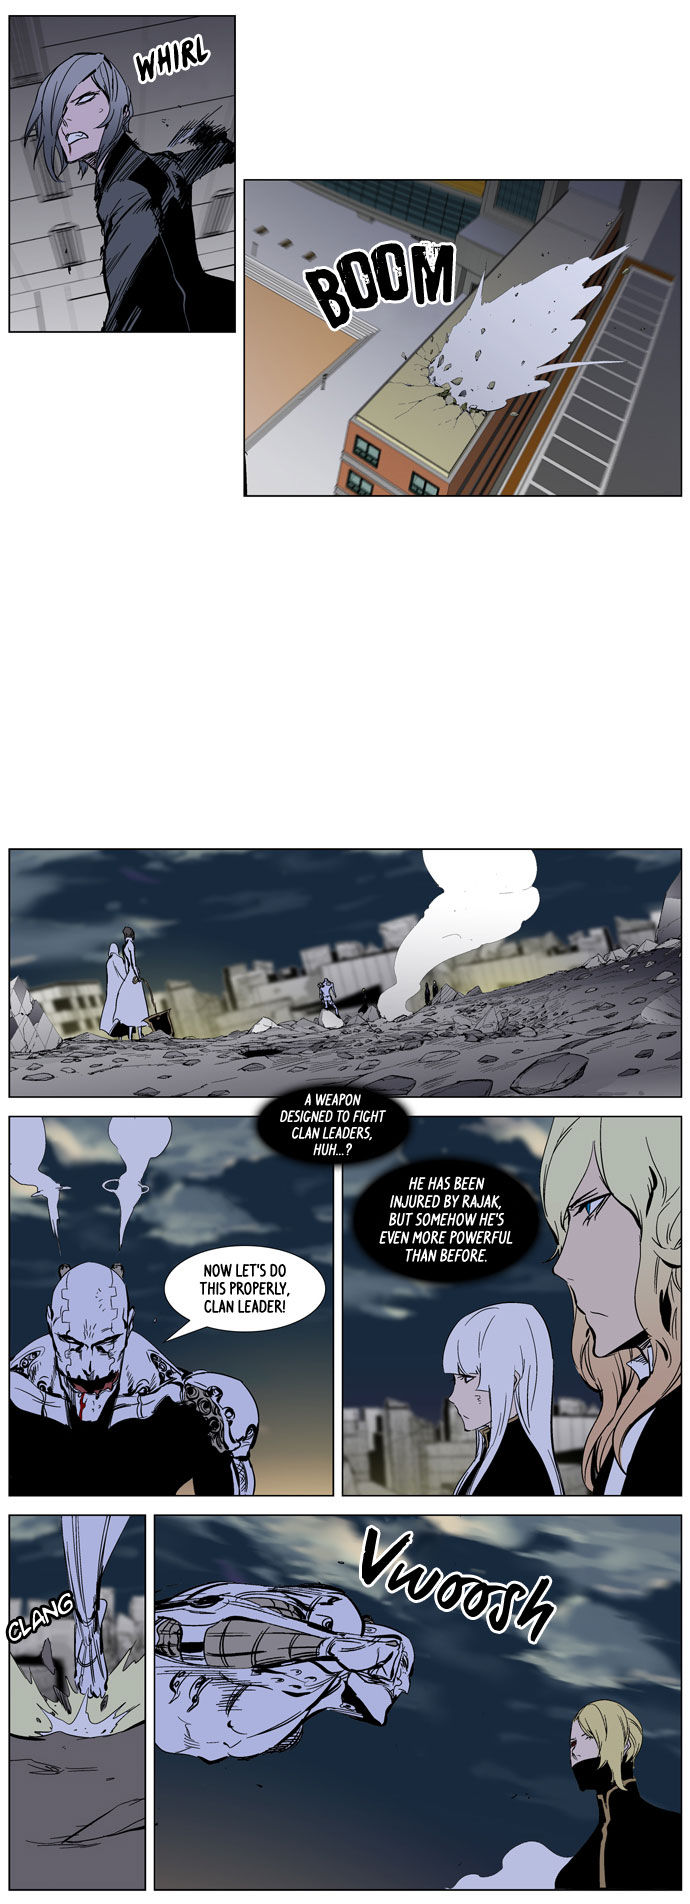 WHIRL
BOOM
A WEAPON
DESIGNED TO FIGHT
CLAN LEADERS,
HUH...?
NOW LET'S DO
THIS PROPERLY,
CLAN LEADER!
HE HAS BEEN
INJURED BY RAJAK,
BUT SOMEHOW HE'S
EVEN MORE POWERFUL
THAN BEFORE.
CLANG
Vwoosh